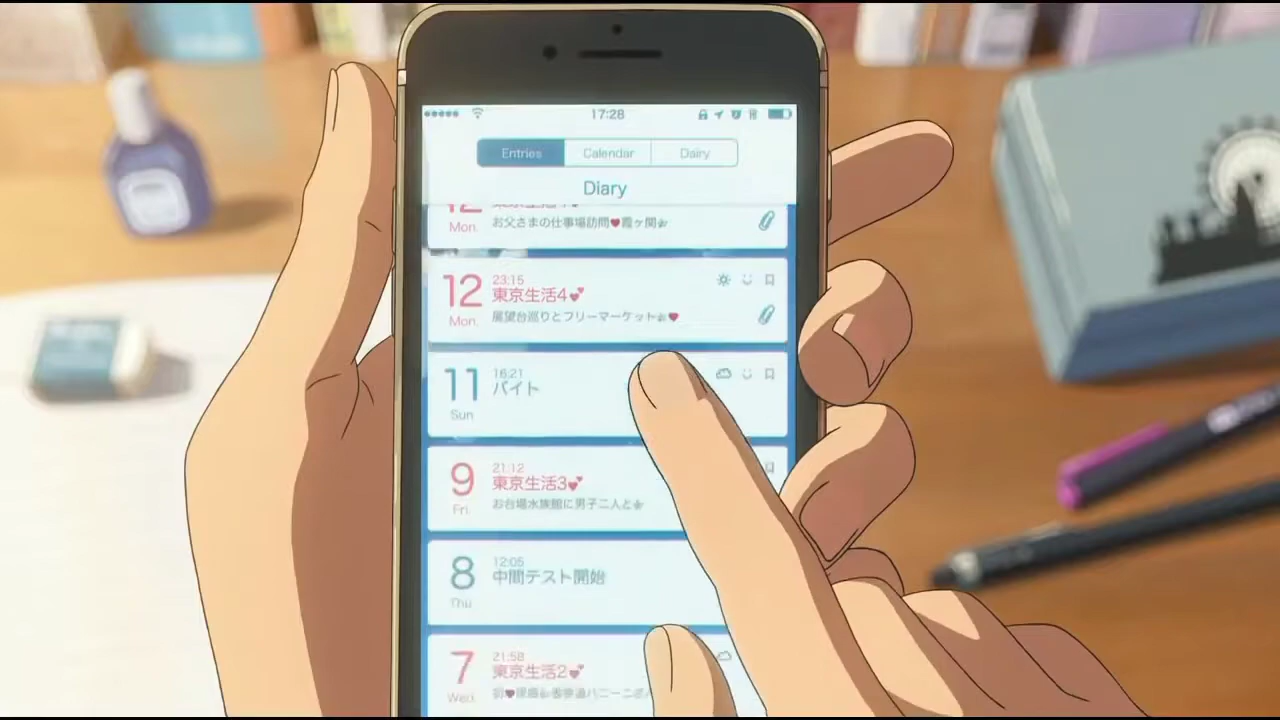 17:28
Entries Calendar Dairy
Diary
12
Mon.
お父さまの仕事場訪問❤霞ヶ関
12
Mon.
23:15
東京生活4💕
展望台巡りとフリーマーケット❤
11
Sun
16:21
バイト
9
Fri.
21:12
東京生活3💕
お台場水族館に男子二人と
8
Thu
12:05
中間テスト開始
7
Wed.
21:58
東京生活2💕